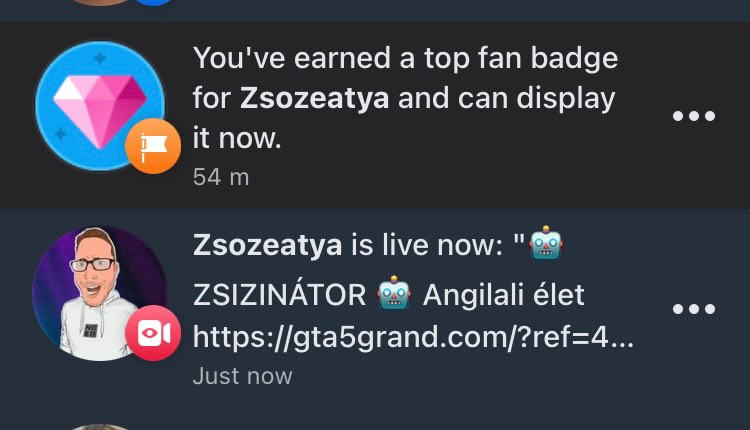 You've earned a top fan badge
for Zsozeatya and can display
it now.
54 m
Zsozeatya is live now: "🤖
ZSIZINÁTOR 🤖 Angilali élet
https://gta5grand.com/?ref=4...
Just now